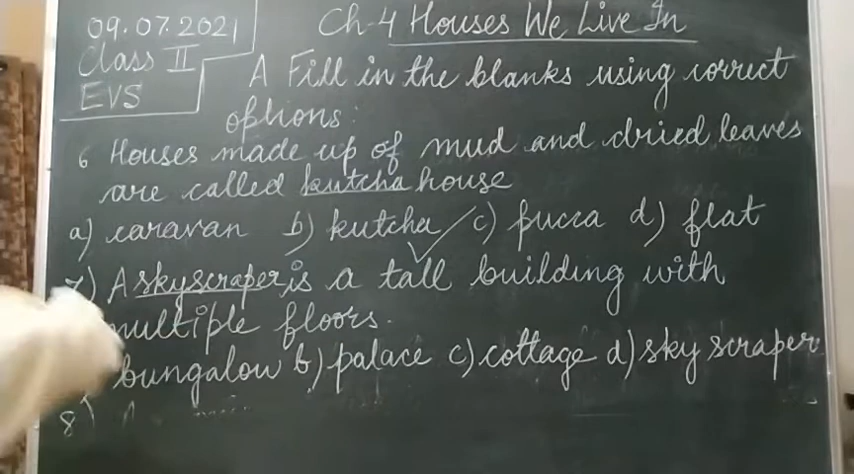 09.07.2021
Class II
EVS
Ch-4 Houses We Live In
A Fill in the blanks using correct
options:
6 Houses made up of mud and dried leaves
are called kutcha house
a) caravan b) kutcha ✓ c) pucca d) flat
7) A skyscraper is a tall building with
multiple floors.
bungalow b) palace c) cottage d) sky scraper
8) A